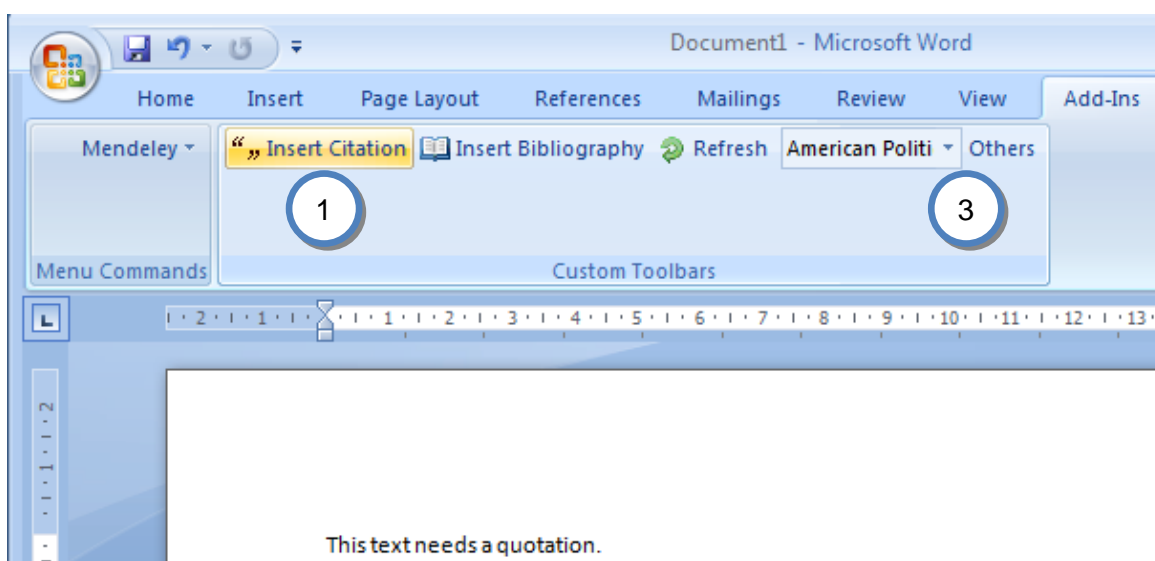 Document1 - Microsoft Word
Home Insert Page Layout References Mailings Review View Add-Ins
Mendeley “ „ Insert Citation Insert Bibliography Refresh American Politi Others
1 3
Menu Commands Custom Toolbars
L 2 1 1 2 3 4 5 6 7 8 9 10 11 12 13
2
1
This text needs a quotation.